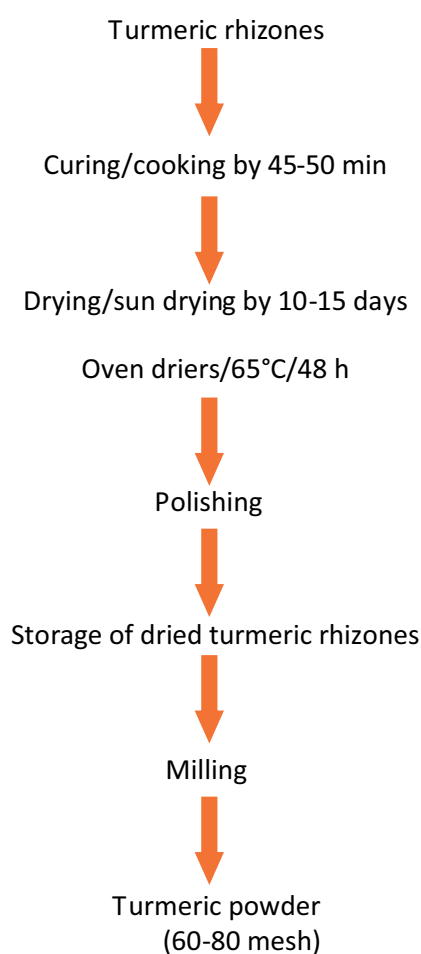 Turmeric rhizones
Curing/cooking by 45-50 min
Drying/sun drying by 10-15 days
Oven driers/65°C/48 h
Polishing
Storage of dried turmeric rhizones
Milling
Turmeric powder
(60-80 mesh)